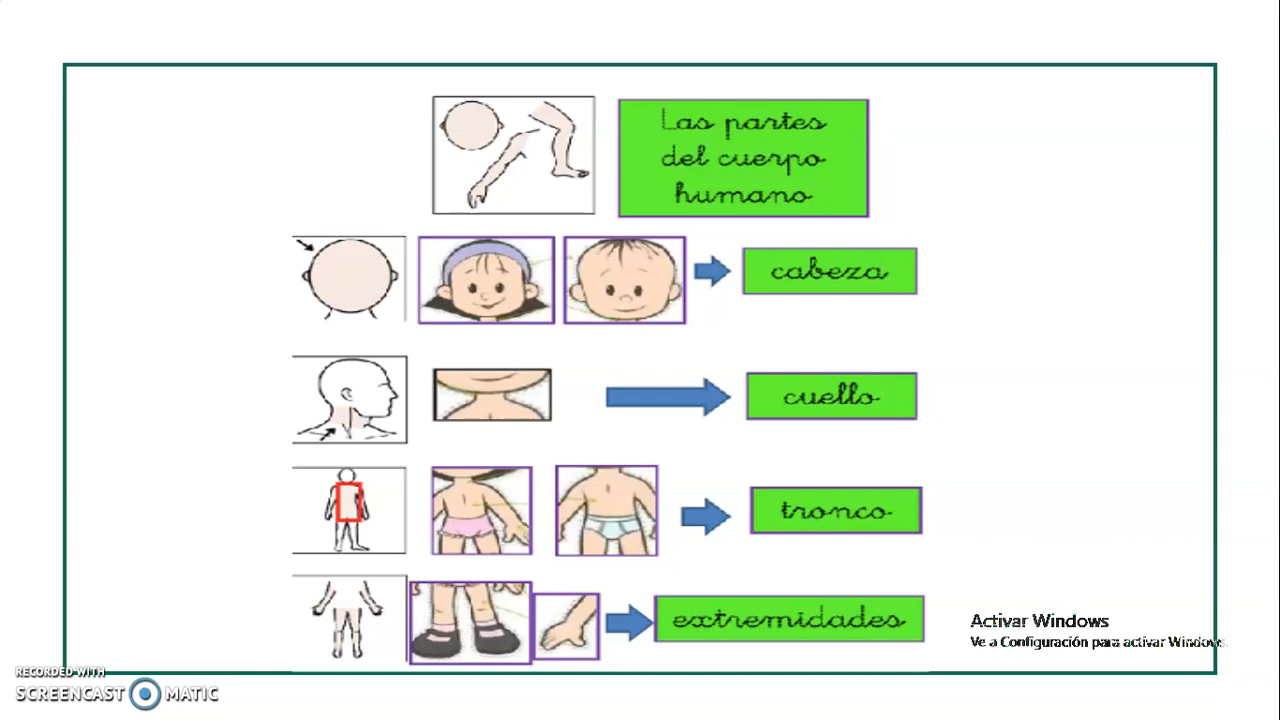 Las partes
del cuerpo
humano
cabeza
cuello
tronco
extremidades
Activar Windows
Ve a Configuración para activar Windows.
RECORDED WITH
SCREENCAST MATIC